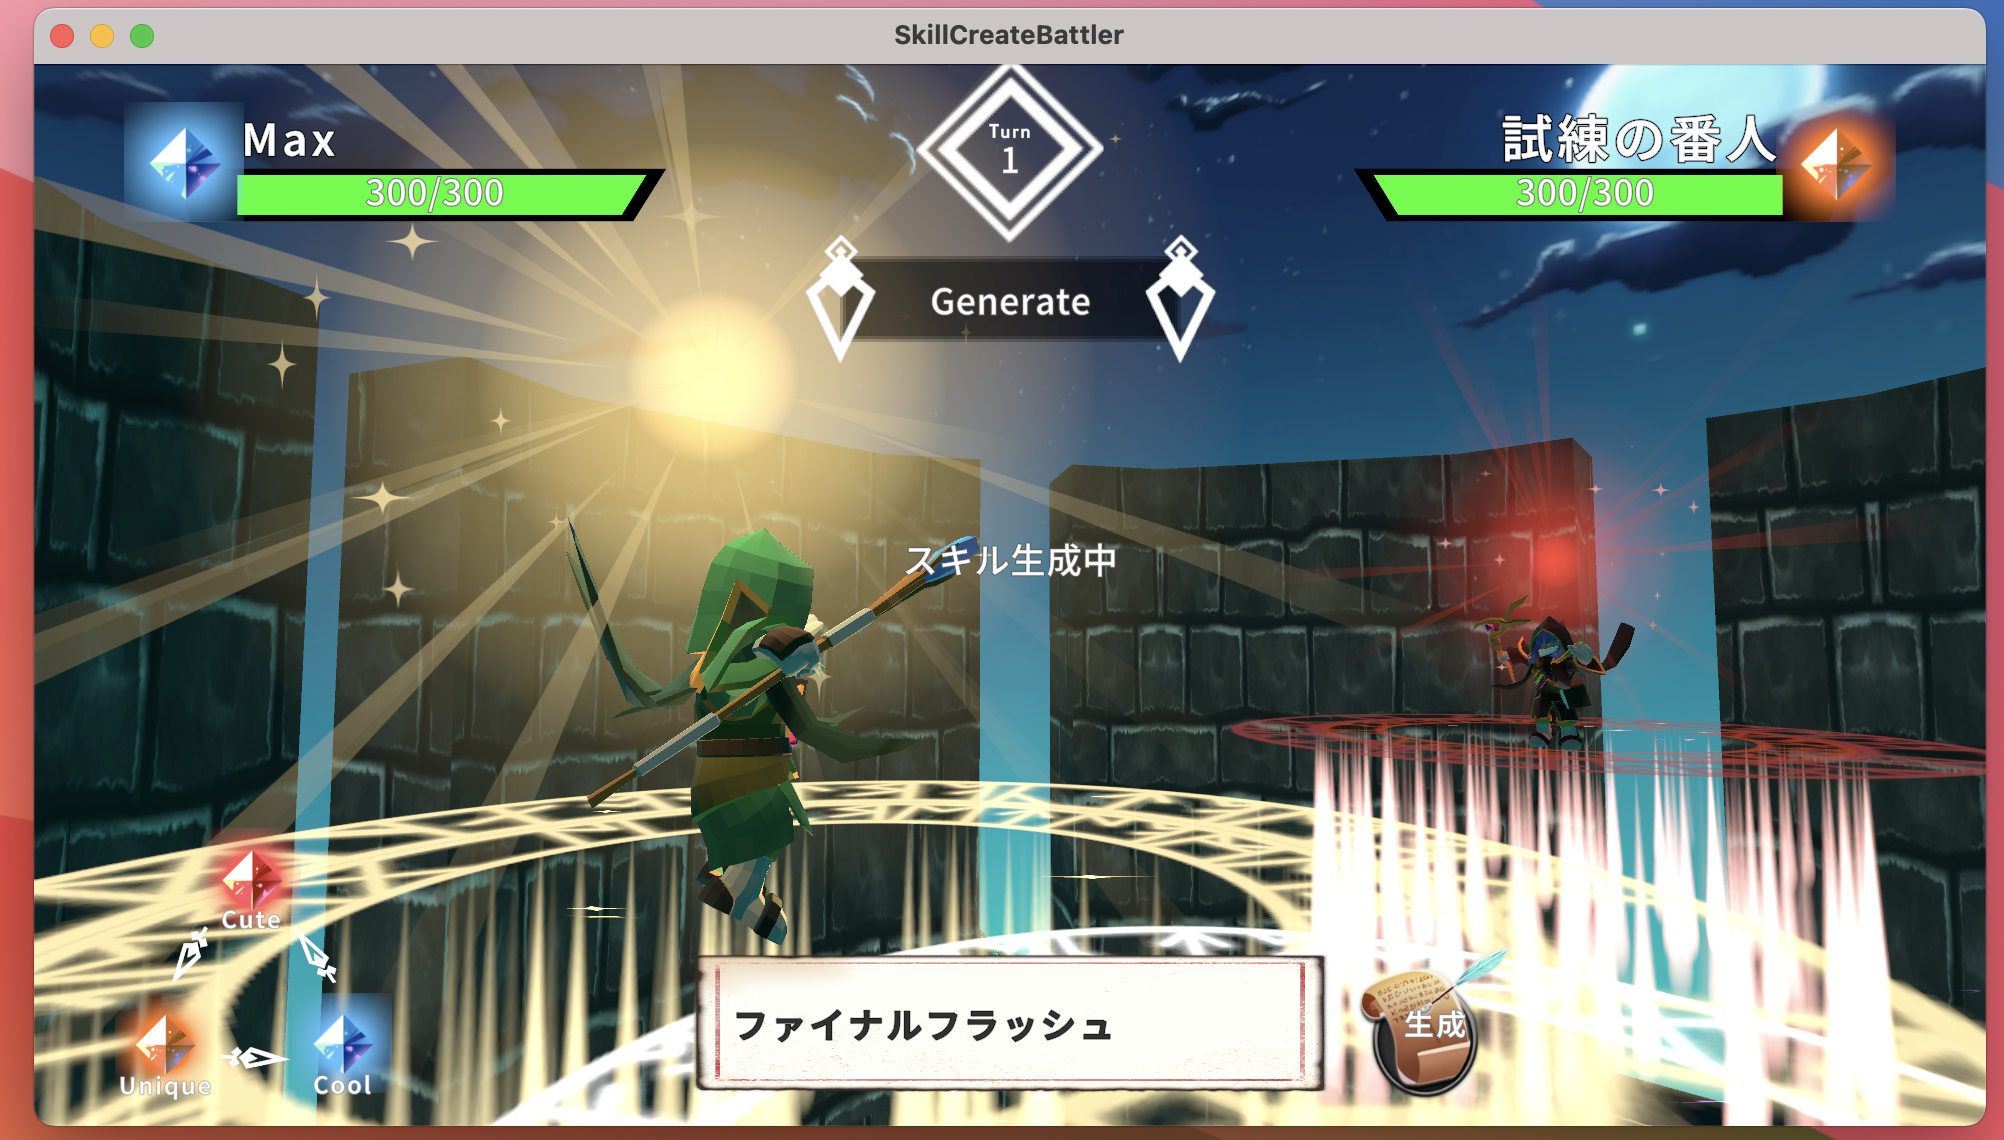 SkillCreateBattler
Max
300/300
Turn
1
試練の番人
300/300
Generate
スキル生成中
Cute
Unique
Cool
ファイナルフラッシュ
生成